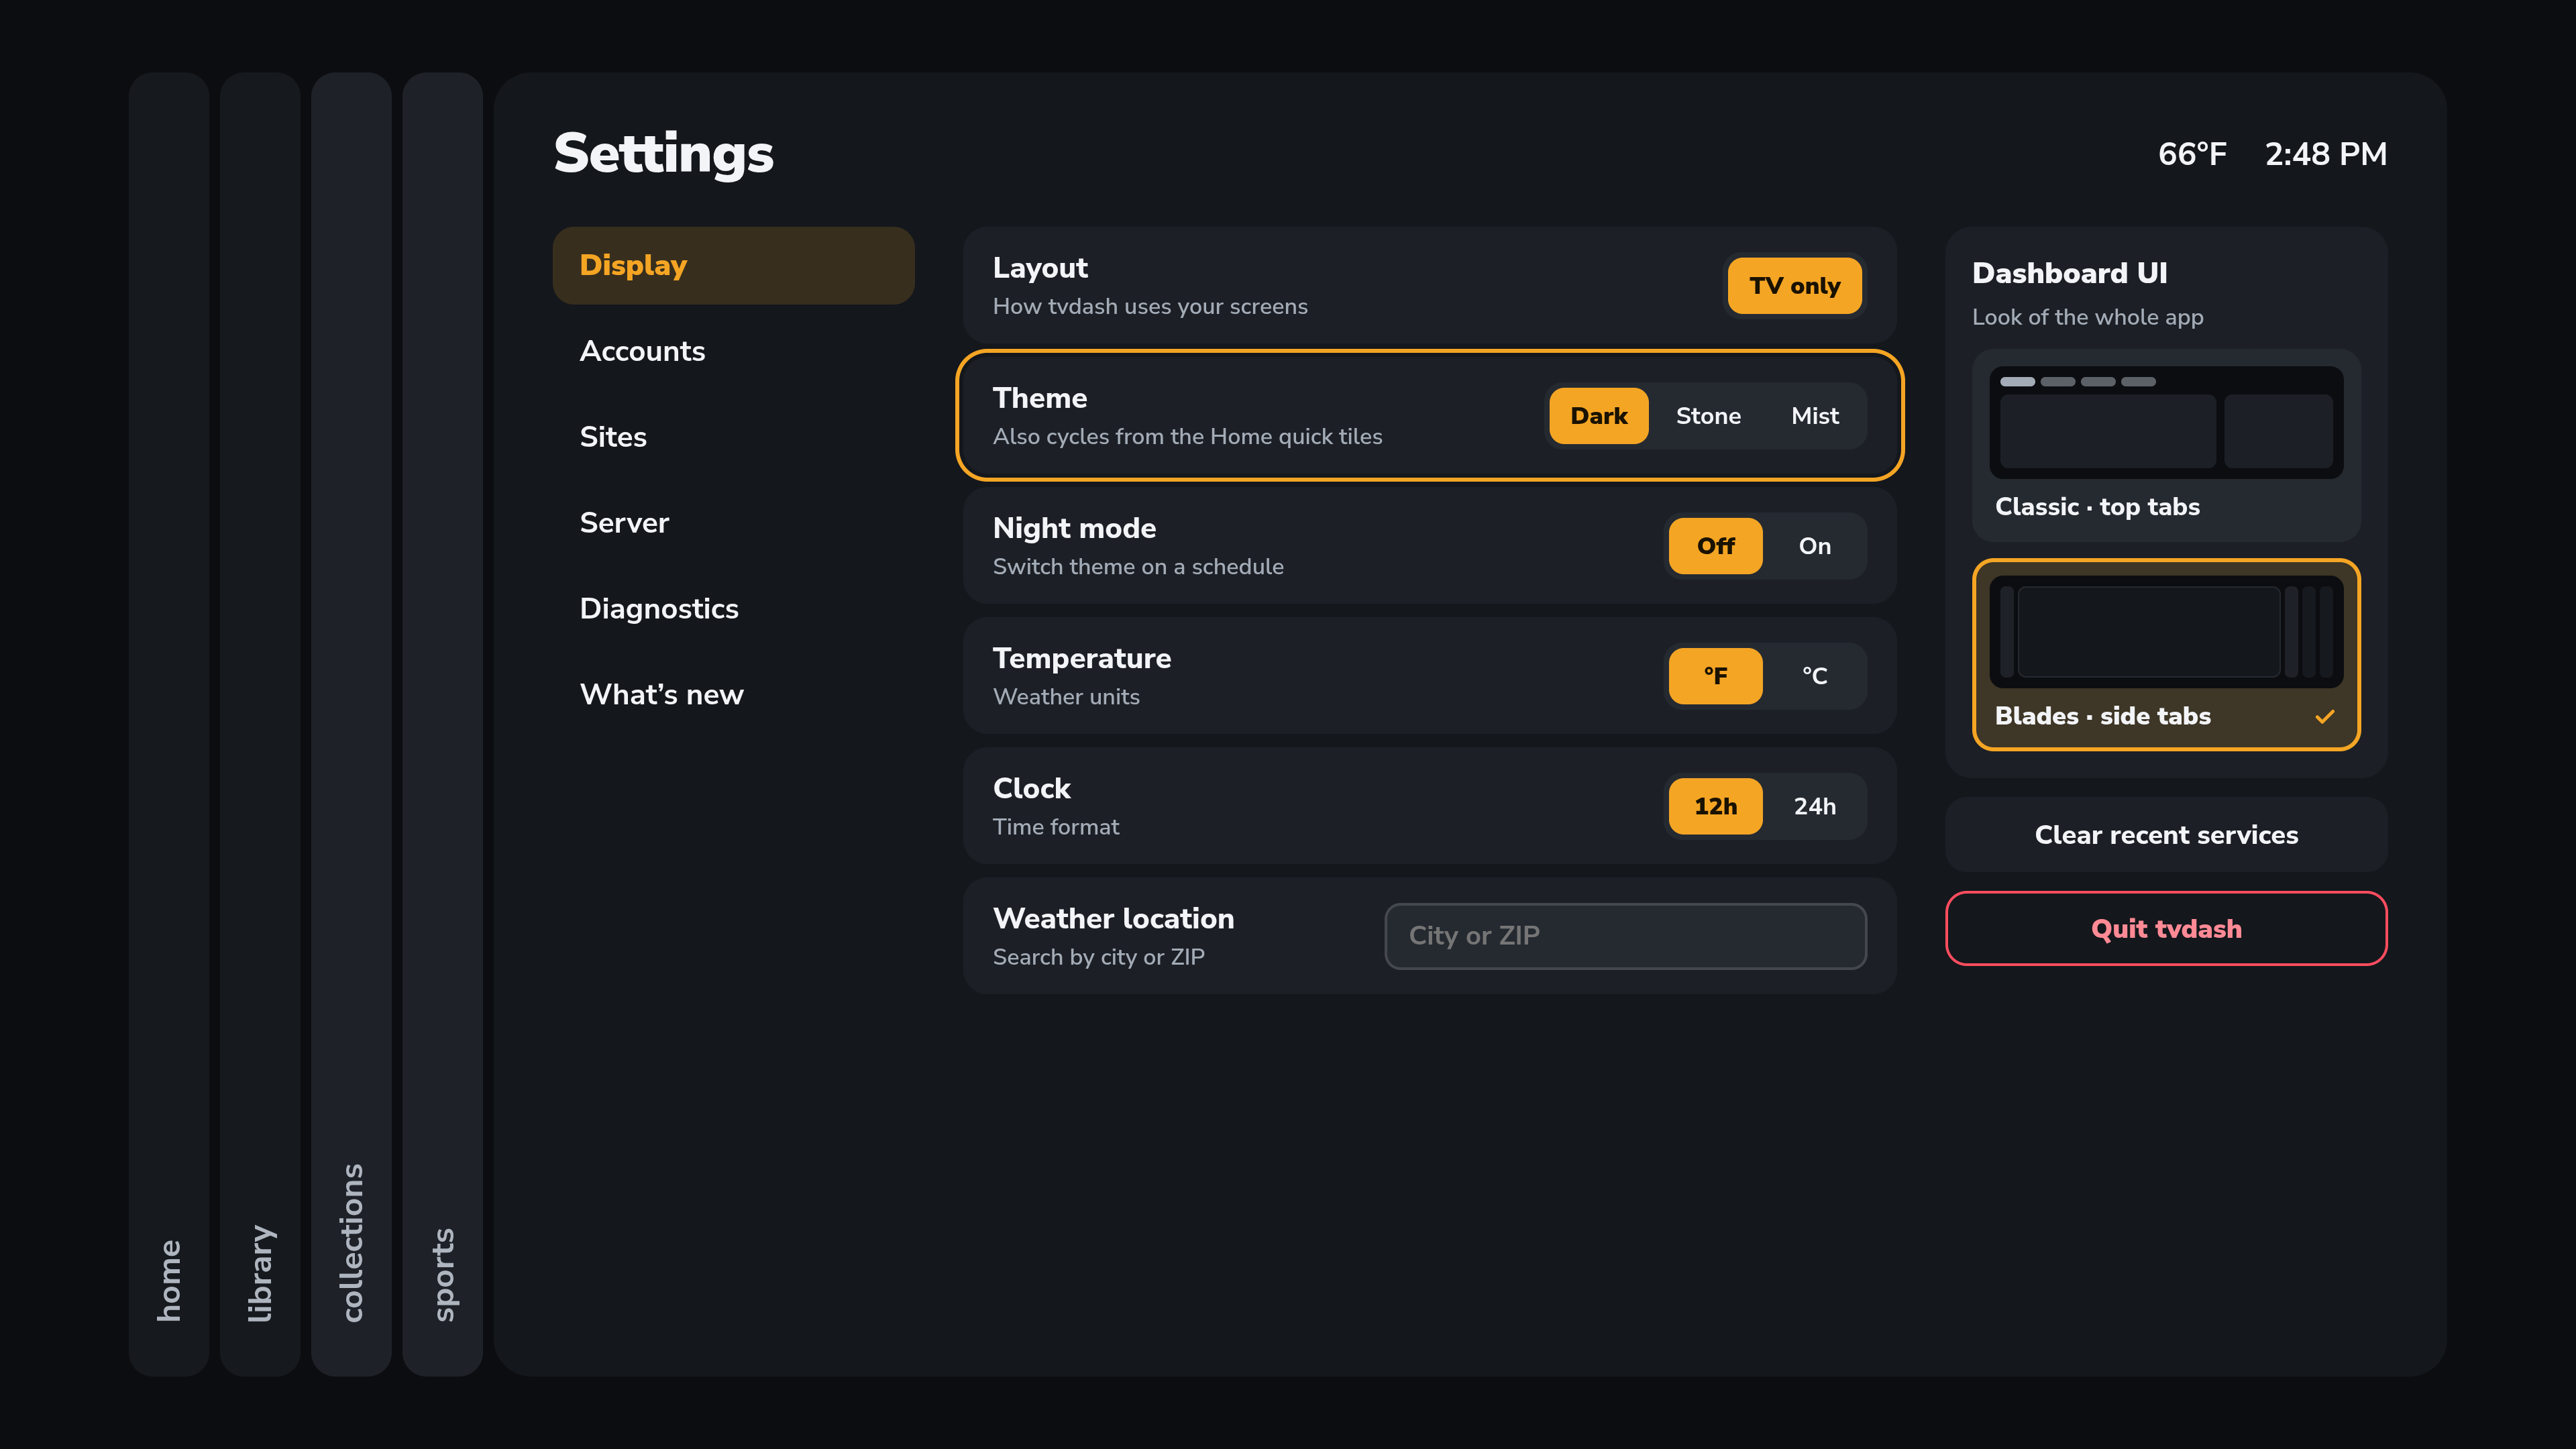 home
library
collections
sports
Settings
66°F 2:48 PM
Display
Accounts
Sites
Server
Diagnostics
What’s new
Layout
How tvdash uses your screens
TV only
Theme
Also cycles from the Home quick tiles
Dark Stone Mist
Night mode
Switch theme on a schedule
Off On
Temperature
Weather units
°F °C
Clock
Time format
12h 24h
Weather location
Search by city or ZIP
City or ZIP
Dashboard UI
Look of the whole app
Classic · top tabs
Blades · side tabs
Clear recent services
Quit tvdash